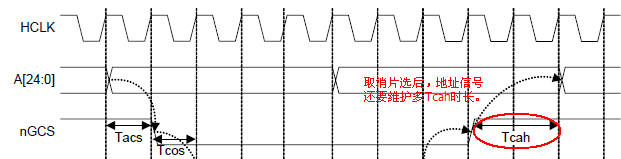 HCLK
A[24:0]
取消片选后，地址信号
还要维护多Tcah时长。
nGCS
Tacs
Tcos
Tcah